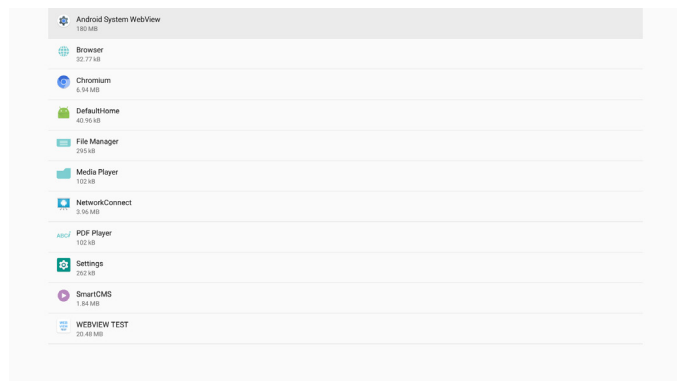 Android System WebView
180 MB
Browser
32.77 kB
Chromium
6.94 MB
DefaultHome
40.96 kB
File Manager
295 kB
Media Player
102 kB
NetworkConnect
3.96 MB
PDF Player
102 kB
Settings
262 kB
SmartCMS
1.84 MB
WEBVIEW TEST
20.48 MB